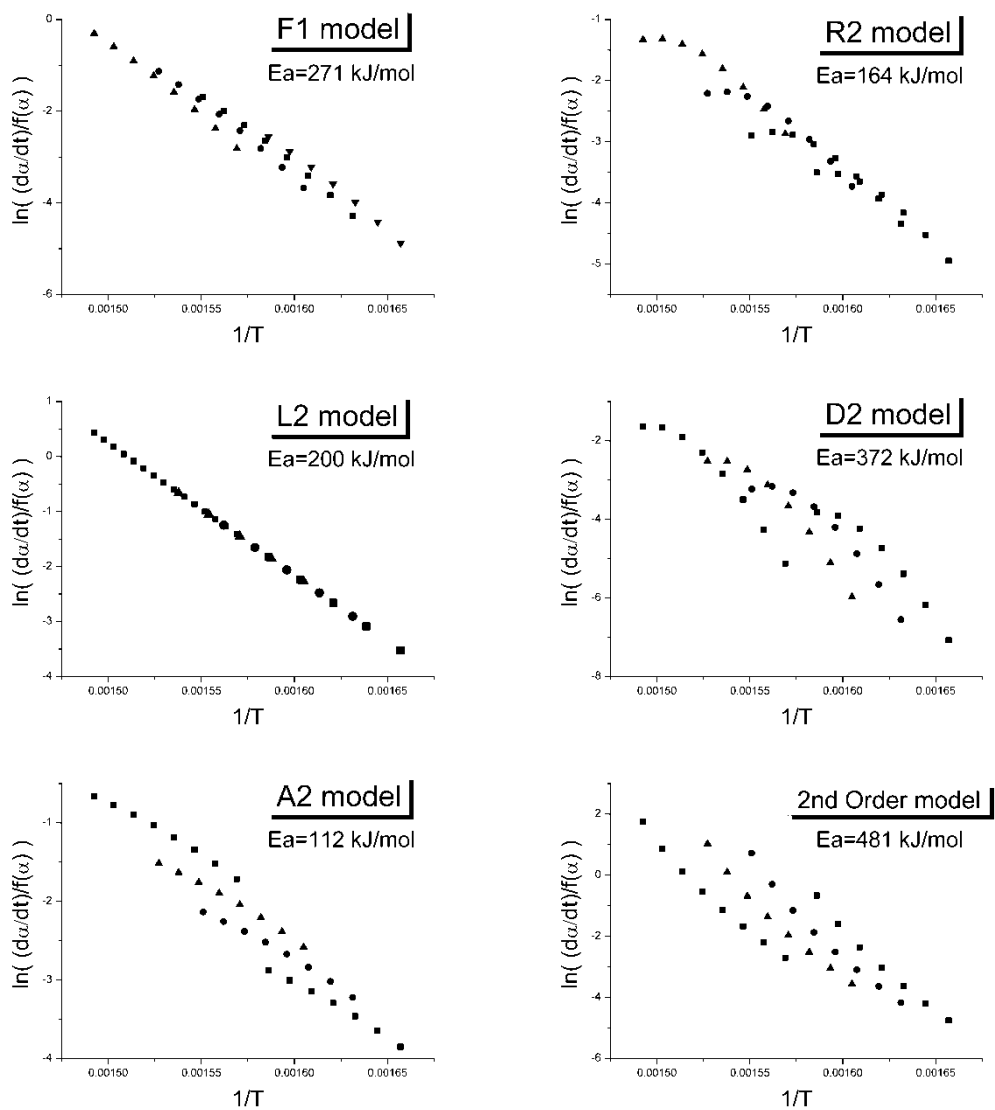 F1 model
Ea=271 kJ/mol
0
-2
-4
-6
ln( (dα/dt)/f(α) )
0.00150 0.00155 0.00160 0.00165
1/T
R2 model
Ea=164 kJ/mol
-1
-2
-3
-4
-5
ln( (dα/dt)/f(α) )
0.00150 0.00155 0.00160 0.00165
1/T
L2 model
Ea=200 kJ/mol
1
0
-1
-2
-3
-4
ln( (dα/dt)/f(α) )
0.00150 0.00155 0.00160 0.00165
1/T
D2 model
Ea=372 kJ/mol
-2
-4
-6
-8
ln( (dα/dt)/f(α) )
0.00150 0.00155 0.00160 0.00165
1/T
A2 model
Ea=112 kJ/mol
-1
-2
-3
-4
ln( (dα/dt)/f(α) )
0.00150 0.00155 0.00160 0.00165
1/T
2nd Order model
Ea=481 kJ/mol
2
0
-2
-4
-6
ln( (dα/dt)/f(α) )
0.00150 0.00155 0.00160 0.00165
1/T